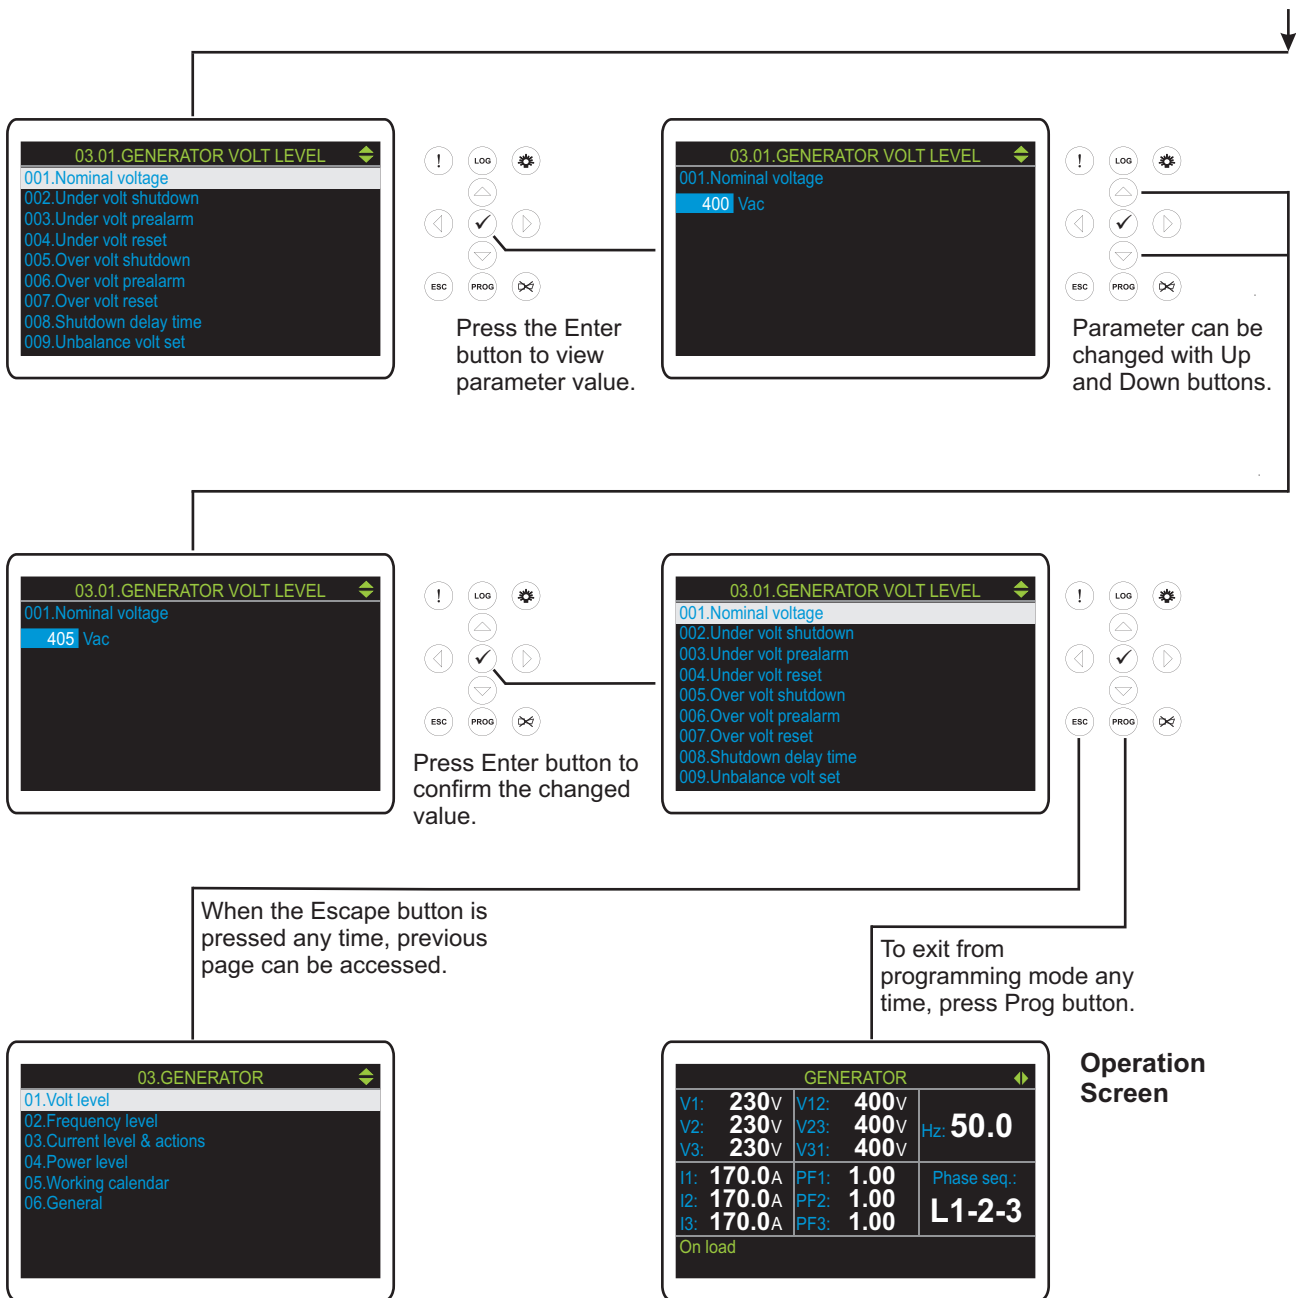 03.01.GENERATOR VOLT LEVEL
001.Nominal voltage
002.Under volt shutdown
003.Under volt prealarm
004.Under volt reset
005.Over volt shutdown
006.Over volt prealarm
007.Over volt reset
008.Shutdown delay time
009.Unbalance volt set
! LOG
ESC PROG
Press the Enter
button to view
parameter value.
03.01.GENERATOR VOLT LEVEL
001.Nominal voltage
400 Vac
! LOG
ESC PROG
Parameter can be
changed with Up
and Down buttons.
03.01.GENERATOR VOLT LEVEL
001.Nominal voltage
405 Vac
! LOG
ESC PROG
Press Enter button to
confirm the changed
value.
03.01.GENERATOR VOLT LEVEL
001.Nominal voltage
002.Under volt shutdown
003.Under volt prealarm
004.Under volt reset
005.Over volt shutdown
006.Over volt prealarm
007.Over volt reset
008.Shutdown delay time
009.Unbalance volt set
! LOG
ESC PROG
When the Escape button is
pressed any time, previous
page can be accessed.
To exit from
programming mode any
time, press Prog button.
03.GENERATOR
01.Volt level
02.Frequency level
03.Current level & actions
04.Power level
05.Working calendar
06.General
GENERATOR
V1: 230V V12: 400V
V2: 230V V23: 400V Hz: 50.0
V3: 230V V31: 400V
I1: 170.0A PF1: 1.00 Phase seq.:
I2: 170.0A PF2: 1.00 L1-2-3
I3: 170.0A PF3: 1.00
On load
Operation
Screen